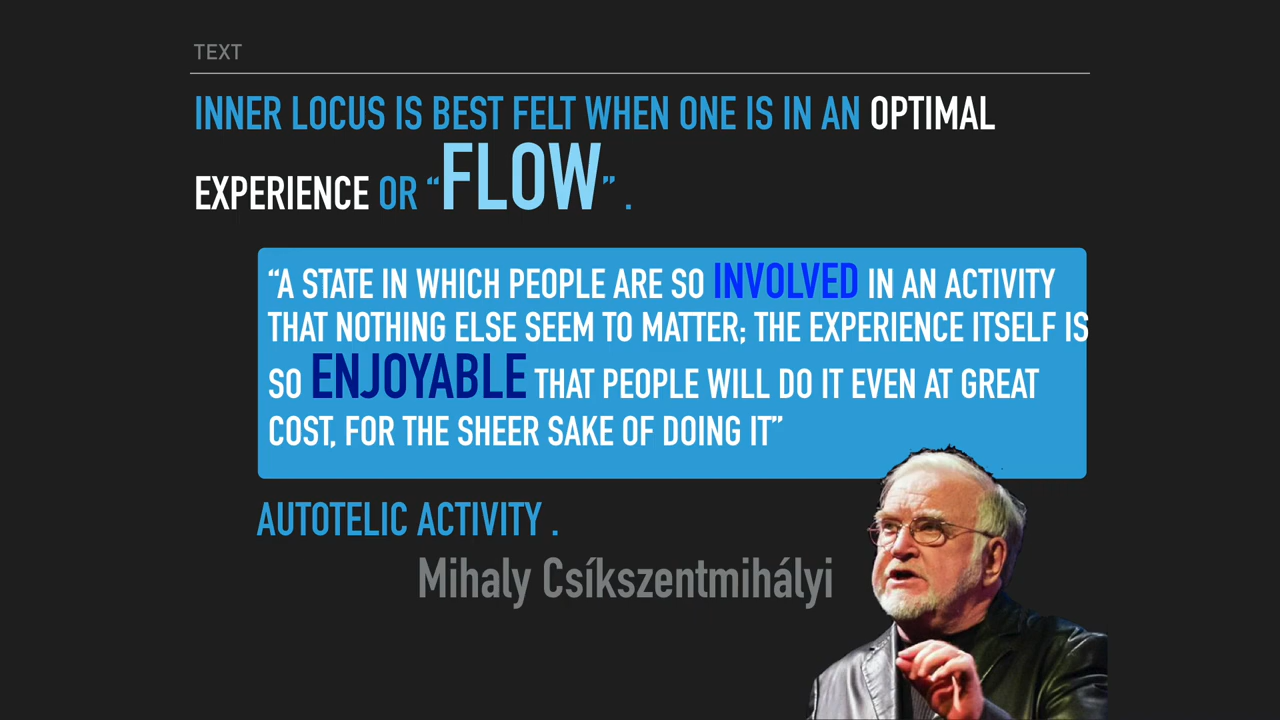 TEXT
INNER LOCUS IS BEST FELT WHEN ONE IS IN AN OPTIMAL
EXPERIENCE OR “FLOW” .
“A STATE IN WHICH PEOPLE ARE SO INVOLVED IN AN ACTIVITY
THAT NOTHING ELSE SEEM TO MATTER; THE EXPERIENCE ITSELF IS
SO ENJOYABLE THAT PEOPLE WILL DO IT EVEN AT GREAT
COST, FOR THE SHEER SAKE OF DOING IT”
AUTOTELIC ACTIVITY .
Mihaly Csíkszentmihályi